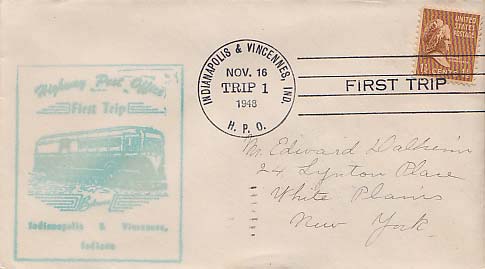 Highway Post Office
First Trip
Between
Indianapolis & Vincennes,
Indiana
INDIANAPOLIS & VINCENNES, IND.
NOV. 16
TRIP 1
1948
H. P. O.
FIRST TRIP
UNITED STATES
POSTAGE
Mr. Edward
24 Lynton Place
White Plains
New York